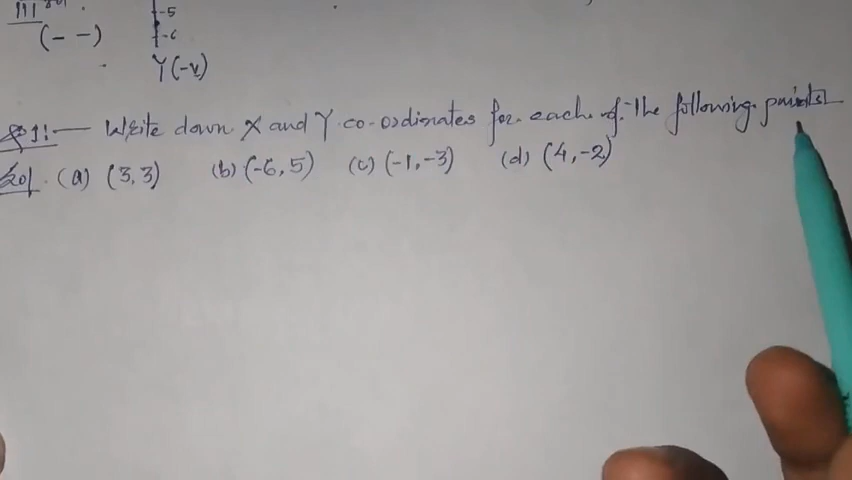 III
-5
(- -)
-6
Y(-v)
Q1:- Write down X and Y co-ordinates for each of the following points
Sol. (a) (3,3) (b) (-6,5) (c) (-1,-3) (d) (4,-2)